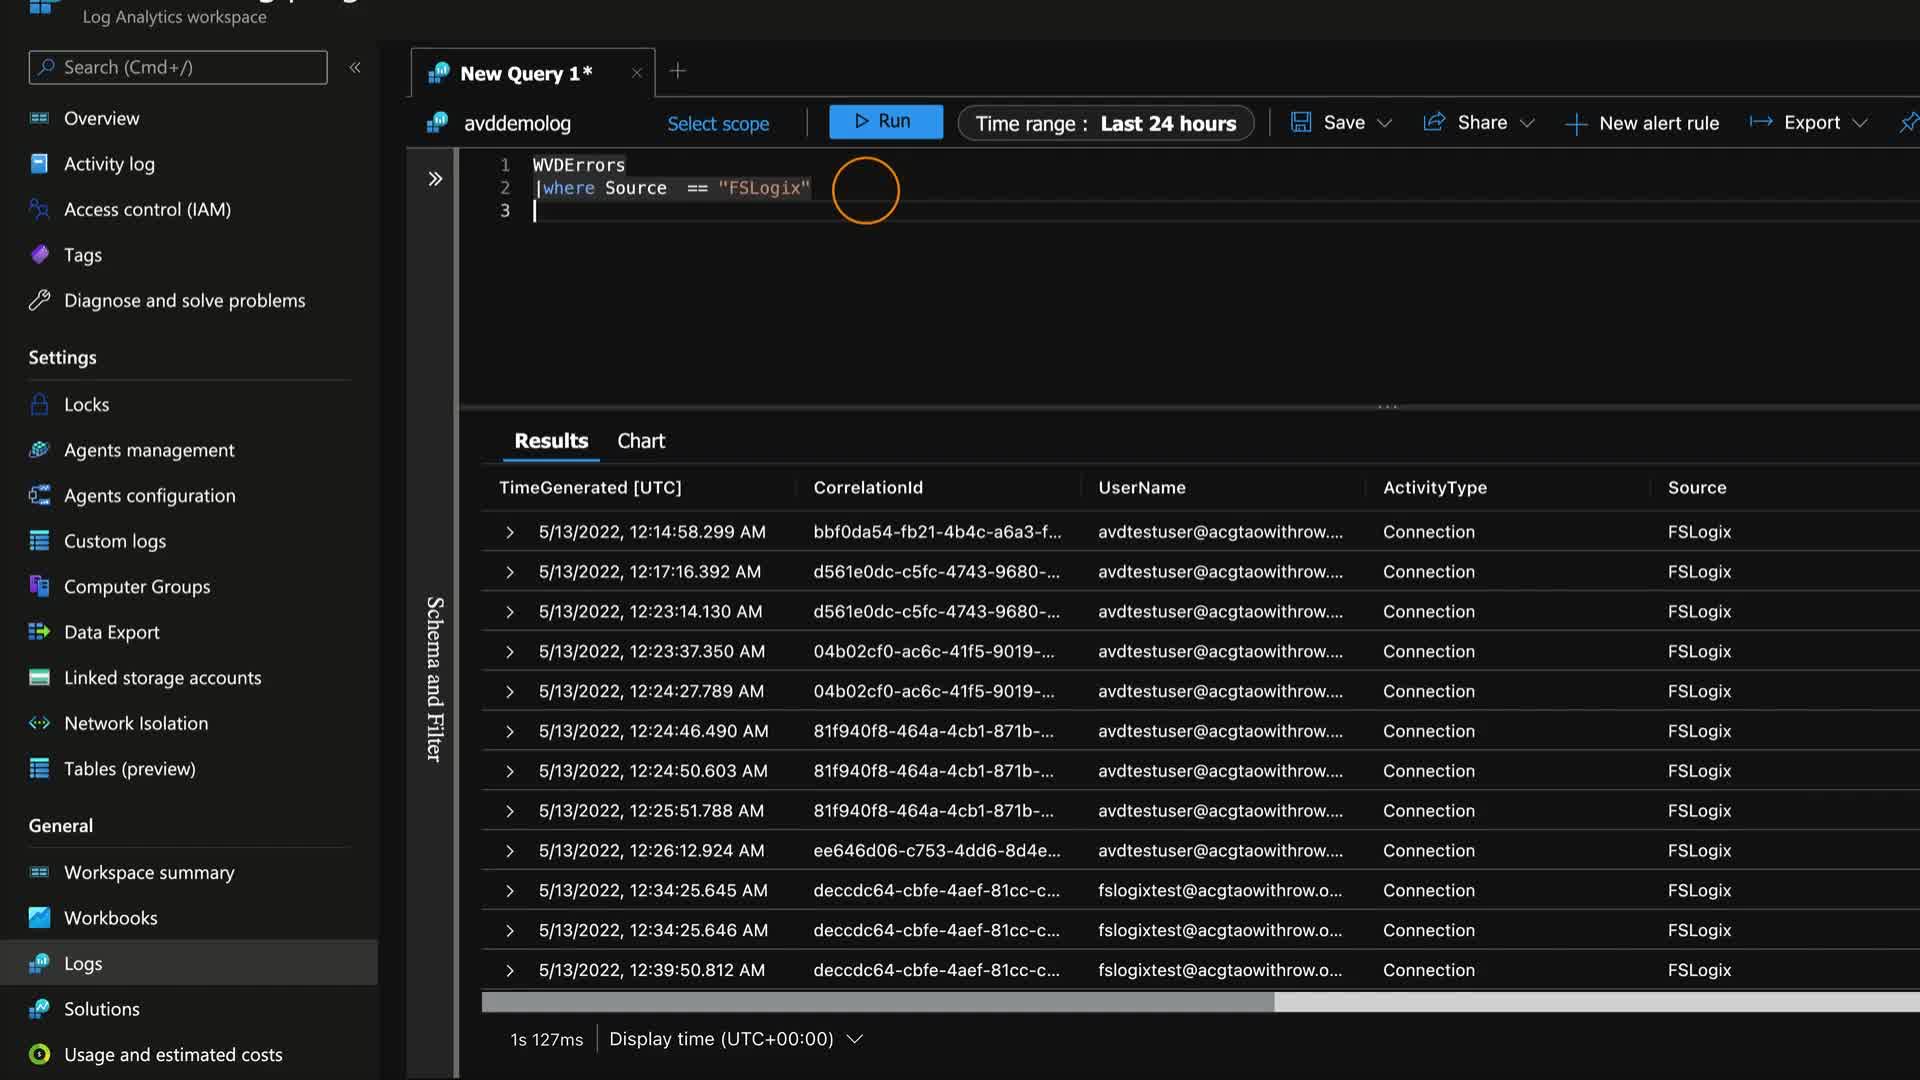 Log Analytics workspace
Search (Cmd+/)
Overview
Activity log
Access control (IAM)
Tags
Diagnose and solve problems
Settings
Locks
Agents management
Agents configuration
Custom logs
Computer Groups
Data Export
Linked storage accounts
Network Isolation
Tables (preview)
General
Workspace summary
Workbooks
Logs
Solutions
Usage and estimated costs
New Query 1*
avddemolog Select scope Run Time range : Last 24 hours Save Share New alert rule Export
1 WVDErrors
2 |where Source == "FSLogix"
3
Schema and Filter
Results Chart
TimeGenerated [UTC] CorrelationId UserName ActivityType Source
5/13/2022, 12:14:58.299 AM bbf0da54-fb21-4b4c-a6a3-f... avdtestuser@acgtaowithrow.... Connection FSLogix
5/13/2022, 12:17:16.392 AM d561e0dc-c5fc-4743-9680-... avdtestuser@acgtaowithrow.... Connection FSLogix
5/13/2022, 12:23:14.130 AM d561e0dc-c5fc-4743-9680-... avdtestuser@acgtaowithrow.... Connection FSLogix
5/13/2022, 12:23:37.350 AM 04b02cf0-ac6c-41f5-9019-... avdtestuser@acgtaowithrow.... Connection FSLogix
5/13/2022, 12:24:27.789 AM 04b02cf0-ac6c-41f5-9019-... avdtestuser@acgtaowithrow.... Connection FSLogix
5/13/2022, 12:24:46.490 AM 81f940f8-464a-4cb1-871b-... avdtestuser@acgtaowithrow.... Connection FSLogix
5/13/2022, 12:24:50.603 AM 81f940f8-464a-4cb1-871b-... avdtestuser@acgtaowithrow.... Connection FSLogix
5/13/2022, 12:25:51.788 AM 81f940f8-464a-4cb1-871b-... avdtestuser@acgtaowithrow.... Connection FSLogix
5/13/2022, 12:26:12.924 AM ee646d06-c753-4dd6-8d4e... avdtestuser@acgtaowithrow.... Connection FSLogix
5/13/2022, 12:34:25.645 AM deccdc64-cbfe-4aef-81cc-c... fslogixtest@acgtaowithrow.o... Connection FSLogix
5/13/2022, 12:34:25.646 AM deccdc64-cbfe-4aef-81cc-c... fslogixtest@acgtaowithrow.o... Connection FSLogix
5/13/2022, 12:39:50.812 AM deccdc64-cbfe-4aef-81cc-c... fslogixtest@acgtaowithrow.o... Connection FSLogix
1s 127ms Display time (UTC+00:00)